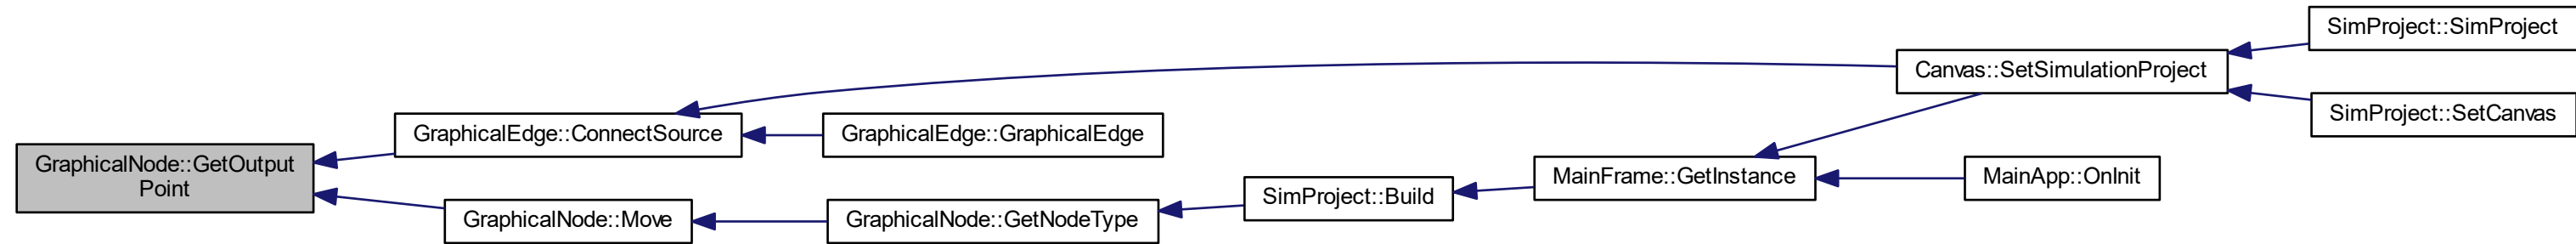 GraphicalNode::GetOutput
Point
GraphicalEdge::ConnectSource
GraphicalNode::Move
GraphicalEdge::GraphicalEdge
GraphicalNode::GetNodeType
SimProject::Build
MainFrame::GetInstance
Canvas::SetSimulationProject
MainApp::OnInit
SimProject::SimProject
SimProject::SetCanvas